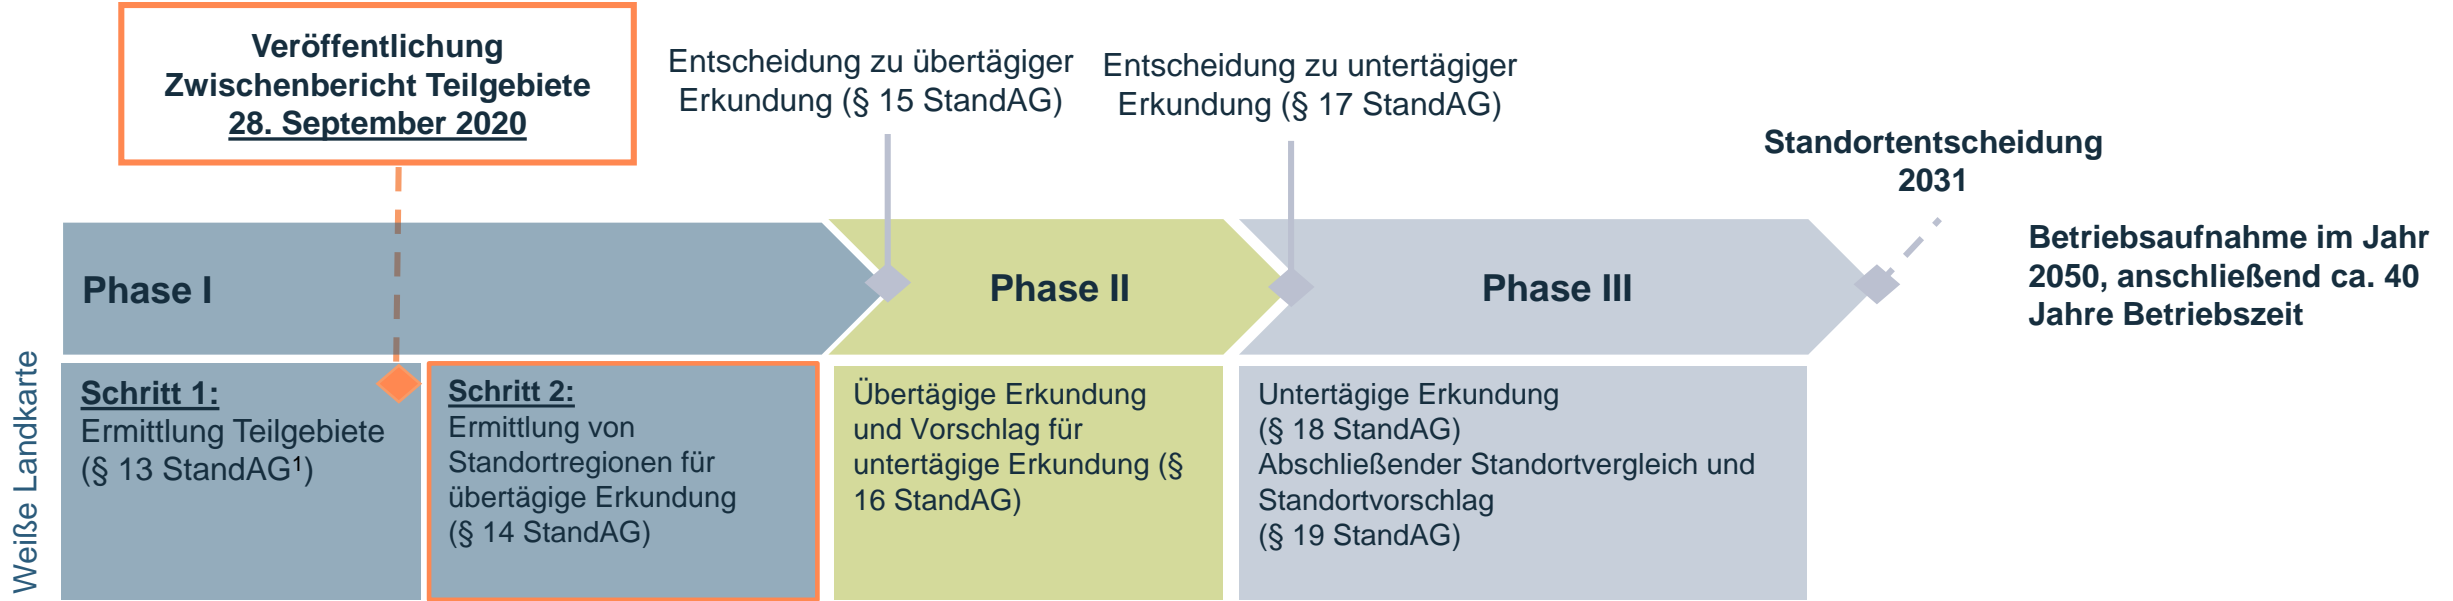 Veröffentlichung
Zwischenbericht Teilgebiete
28. September 2020
Entscheidung zu übertägiger
Erkundung (§ 15 StandAG)
Entscheidung zu untertägiger
Erkundung (§ 17 StandAG)
Standortentscheidung
2031
Betriebsaufnahme im Jahr
2050, anschließend ca. 40
Jahre Betriebszeit
Phase I
Phase II
Phase III
Weiße Landkarte
Schritt 1:
Ermittlung Teilgebiete
(§ 13 StandAG¹)
Schritt 2:
Ermittlung von
Standortregionen für
übertägige Erkundung
(§ 14 StandAG)
Übertägige Erkundung
und Vorschlag für
untertägige Erkundung (§
16 StandAG)
Untertägige Erkundung
(§ 18 StandAG)
Abschließender Standortvergleich und
Standortvorschlag
(§ 19 StandAG)